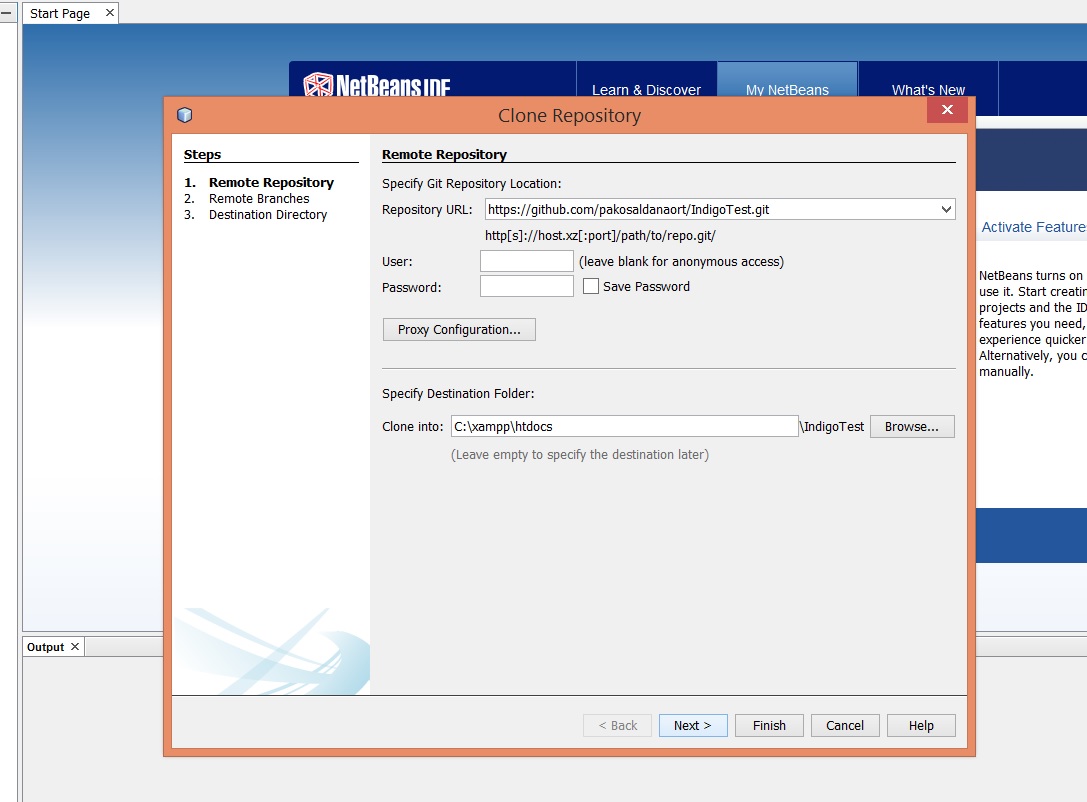 Start Page
NetBeans IDE
Learn & Discover
My NetBeans
What's New
Clone Repository
Steps
1. Remote Repository
2. Remote Branches
3. Destination Directory
Remote Repository
Specify Git Repository Location:
Repository URL: https://github.com/pakosaldanaort/IndigoTest.git
http[s]://host.xz[:port]/path/to/repo.git/
User: (leave blank for anonymous access)
Password: Save Password
Proxy Configuration...
Specify Destination Folder:
Clone into: C:\xampp\htdocs \IndigoTest Browse...
(Leave empty to specify the destination later)
< Back Next > Finish Cancel Help
Activate Feature
NetBeans turns on
use it. Start creatin
projects and the ID
features you need,
experience quicker
Alternatively, you c
manually.
Output